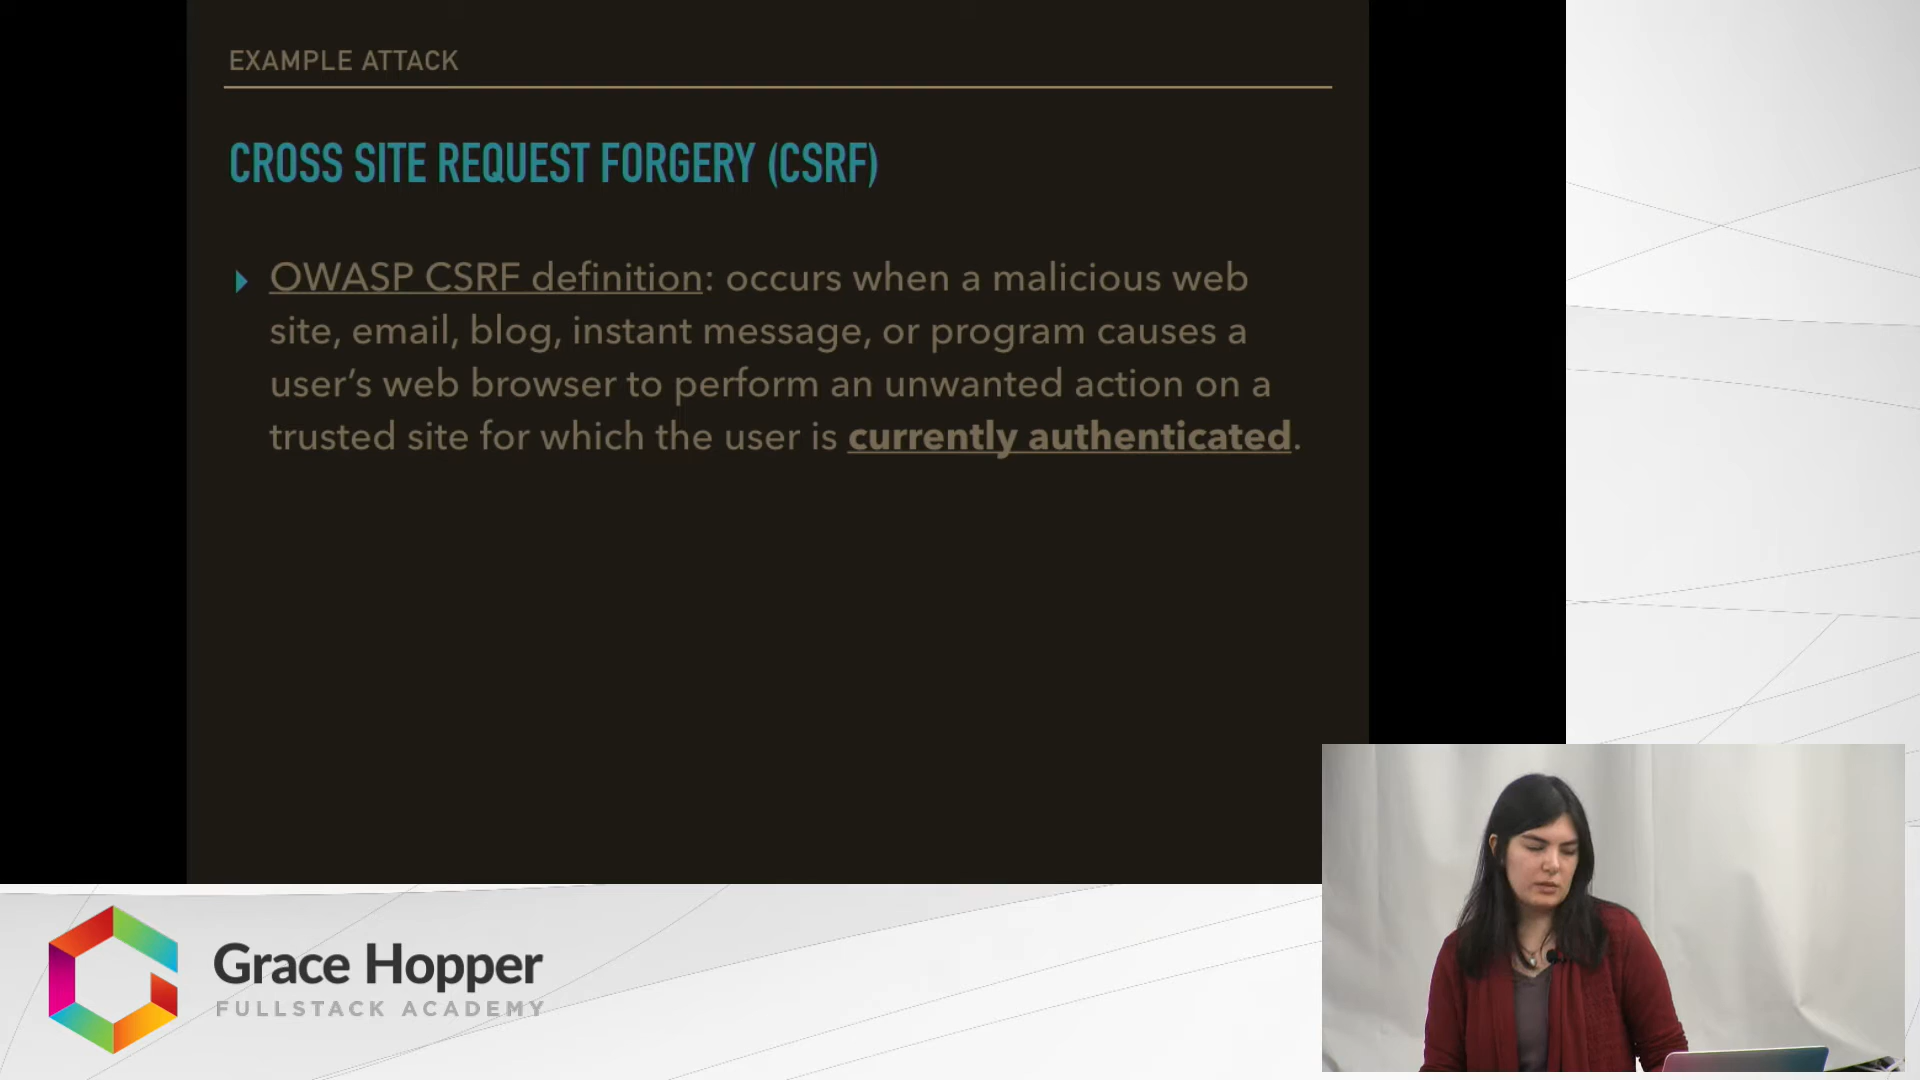 EXAMPLE ATTACK
CROSS SITE REQUEST FORGERY (CSRF)
OWASP CSRF definition: occurs when a malicious web
site, email, blog, instant message, or program causes a
user’s web browser to perform an unwanted action on a
trusted site for which the user is currently authenticated.
Grace Hopper
FULLSTACK ACADEMY